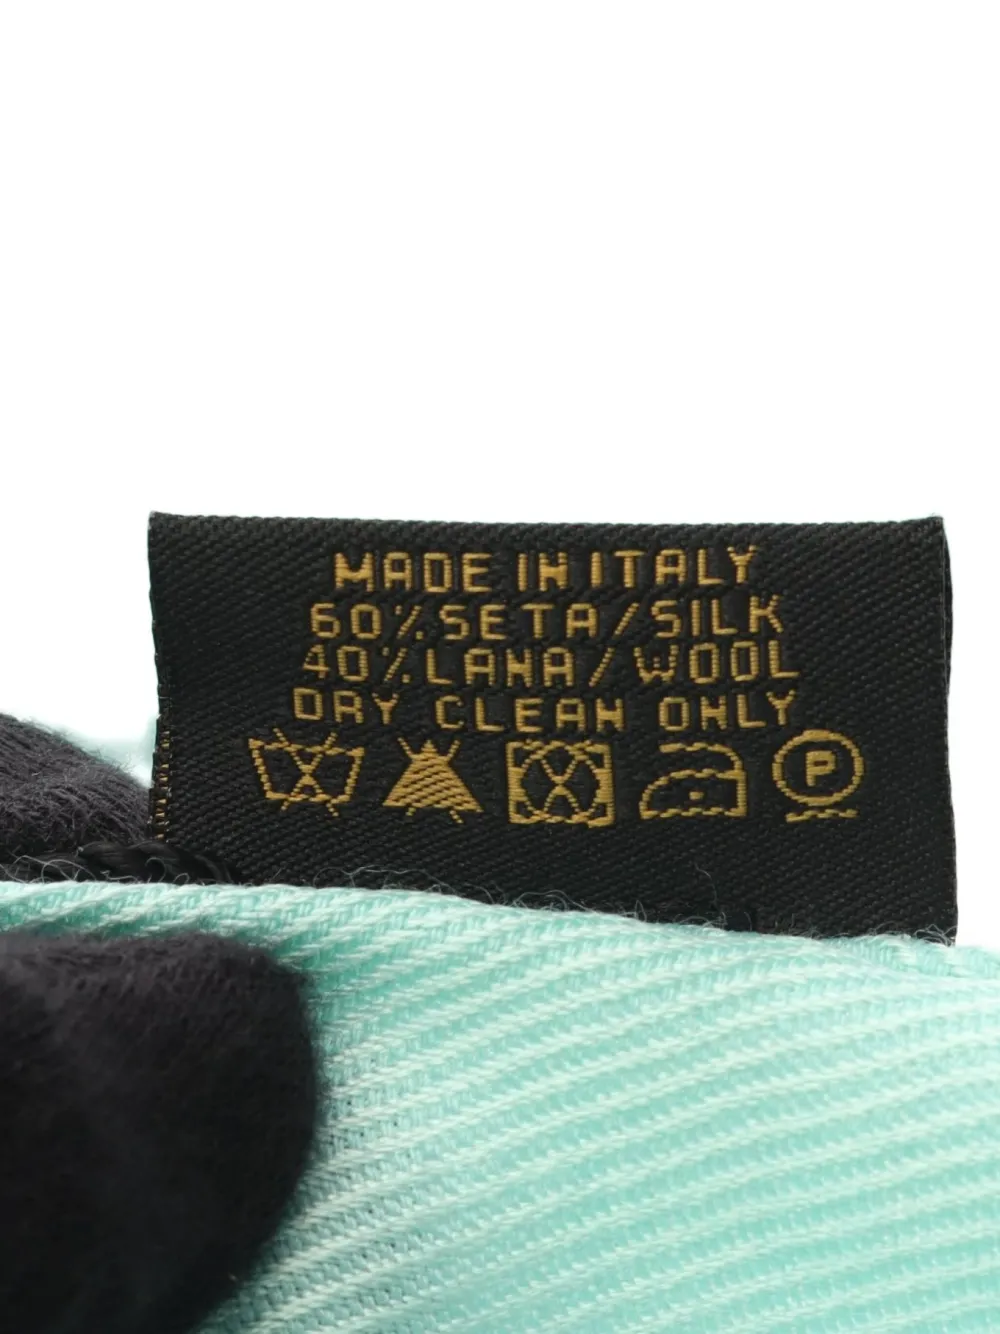 MADE IN ITALY
60% SETA/SILK
40% LANA/WOOL
DRY CLEAN ONLY
P